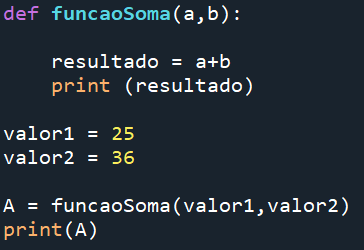 def funcaoSoma(a,b):
    resultado = a+b
    print (resultado)
valor1 = 25
valor2 = 36
A = funcaoSoma(valor1,valor2)
print(A)